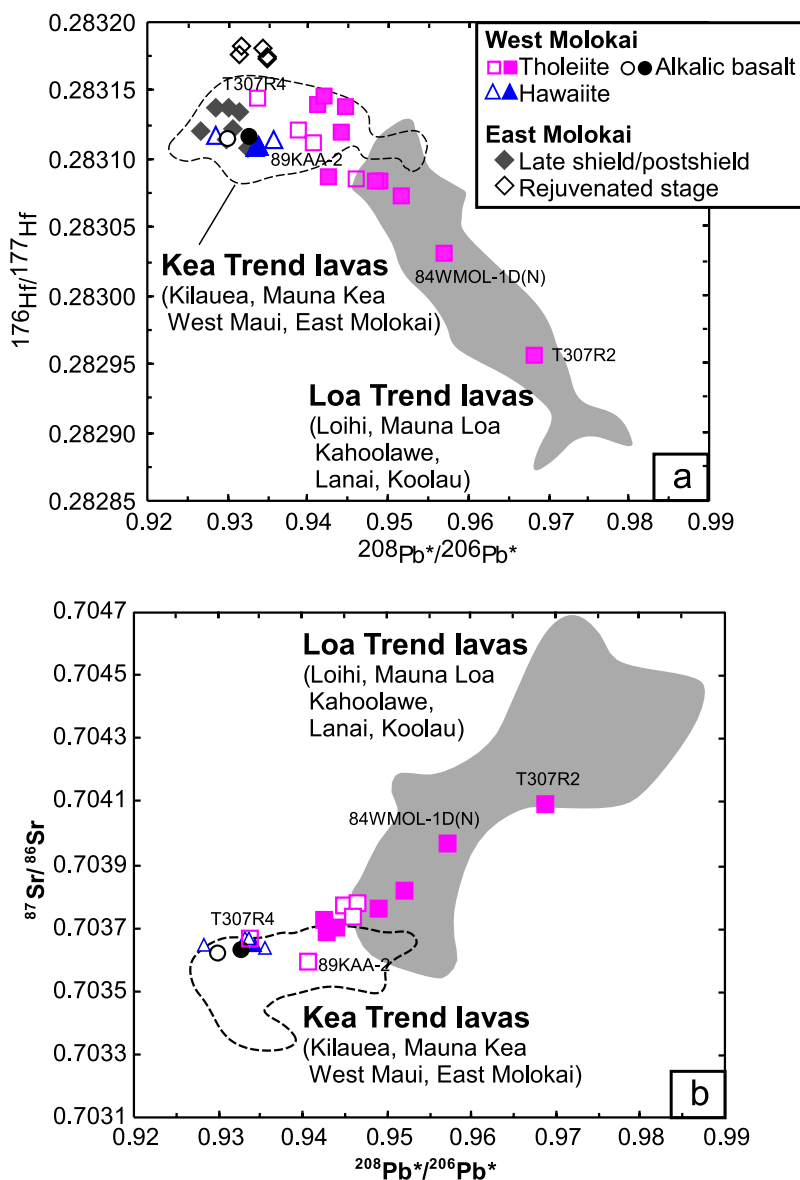 0.28320
0.28315
0.28310
0.28305
0.28300
0.28295
0.28290
0.28285
176Hf/177Hf
T307R4
89KAA-2
Kea Trend lavas
(Kilauea, Mauna Kea
West Maui, East Molokai)
84WMOL-1D(N)
T307R2
Loa Trend lavas
(Loihi, Mauna Loa
Kahoolawe,
Lanai, Koolau)
West Molokai
Tholeiite Alkalic basalt
Hawaiite
East Molokai
Late shield/postshield
Rejuvenated stage
a
0.92 0.93 0.94 0.95 0.96 0.97 0.98 0.99
208Pb*/206Pb*
0.7047
0.7045
0.7043
0.7041
0.7039
0.7037
0.7035
0.7033
0.7031
87Sr/86Sr
Loa Trend lavas
(Loihi, Mauna Loa
Kahoolawe,
Lanai, Koolau)
T307R2
84WMOL-1D(N)
T307R4
89KAA-2
Kea Trend lavas
(Kilauea, Mauna Kea
West Maui, East Molokai)
b
0.92 0.93 0.94 0.95 0.96 0.97 0.98 0.99
208Pb*/206Pb*